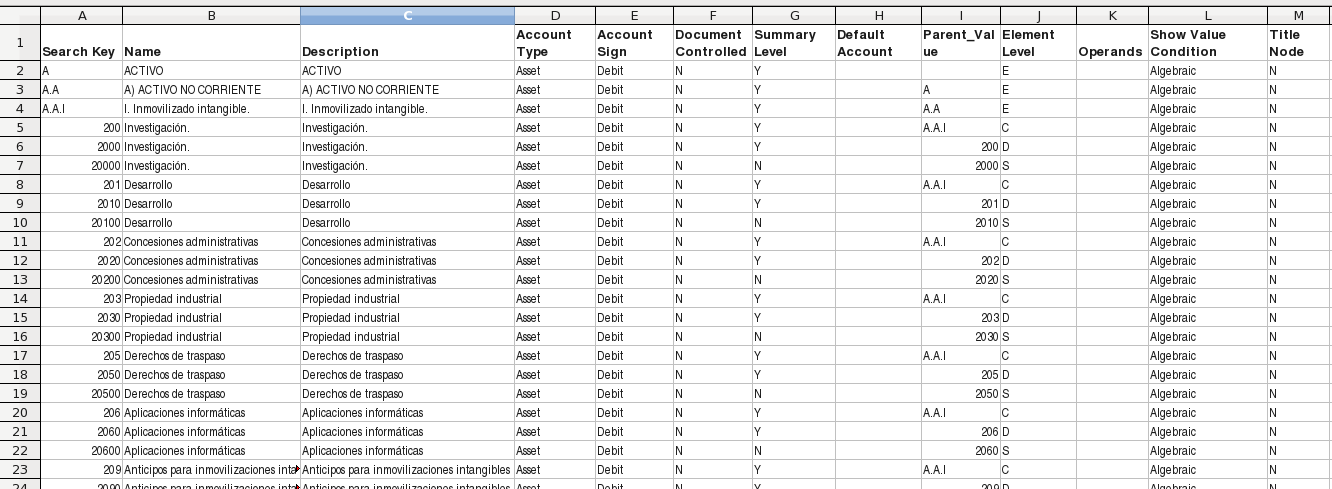 A B C D E F G H I J K L M
1 Search Key Name Description Account Type Account Sign Document Controlled Summary Level Default Account Parent_Value Element Level Operands Show Value Condition Title Node
2 A ACTIVO ACTIVO Asset Debit N Y E Algebraic N
3 A.A A) ACTIVO NO CORRIENTE A) ACTIVO NO CORRIENTE Asset Debit N Y A E Algebraic N
4 A.A.I I. Inmovilizado intangible. I. Inmovilizado intangible. Asset Debit N Y A.A E Algebraic N
5 200 Investigación. Investigación. Asset Debit N Y A.A.I C Algebraic N
6 2000 Investigación. Investigación. Asset Debit N Y 200 D Algebraic N
7 20000 Investigación. Investigación. Asset Debit N N 2000 S Algebraic N
8 201 Desarrollo Desarrollo Asset Debit N Y A.A.I C Algebraic N
9 2010 Desarrollo Desarrollo Asset Debit N Y 201 D Algebraic N
10 20100 Desarrollo Desarrollo Asset Debit N N 2010 S Algebraic N
11 202 Concesiones administrativas Concesiones administrativas Asset Debit N Y A.A.I C Algebraic N
12 2020 Concesiones administrativas Concesiones administrativas Asset Debit N Y 202 D Algebraic N
13 20200 Concesiones administrativas Concesiones administrativas Asset Debit N N 2020 S Algebraic N
14 203 Propiedad industrial Propiedad industrial Asset Debit N Y A.A.I C Algebraic N
15 2030 Propiedad industrial Propiedad industrial Asset Debit N Y 203 D Algebraic N
16 20300 Propiedad industrial Propiedad industrial Asset Debit N N 2030 S Algebraic N
17 205 Derechos de traspaso Derechos de traspaso Asset Debit N Y A.A.I C Algebraic N
18 2050 Derechos de traspaso Derechos de traspaso Asset Debit N Y 205 D Algebraic N
19 20500 Derechos de traspaso Derechos de traspaso Asset Debit N N 2050 S Algebraic N
20 206 Aplicaciones informáticas Aplicaciones informáticas Asset Debit N Y A.A.I C Algebraic N
21 2060 Aplicaciones informáticas Aplicaciones informáticas Asset Debit N Y 206 D Algebraic N
22 20600 Aplicaciones informáticas Aplicaciones informáticas Asset Debit N N 2060 S Algebraic N
23 209 Anticipos para inmovilizaciones inta Anticipos para inmovilizaciones intangibles Asset Debit N Y A.A.I C Algebraic N
24 2090 Anticipos para inmovilizaciones inta Anticipos para inmovilizaciones intangibles Asset Debit N Y 209 D Algebraic N